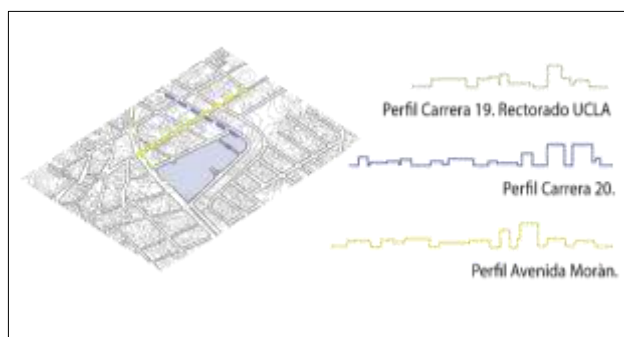 Perfil Carrera 19. Rectorado UCLA
Perfil Carrera 20.
Perfil Avenida Moràn.